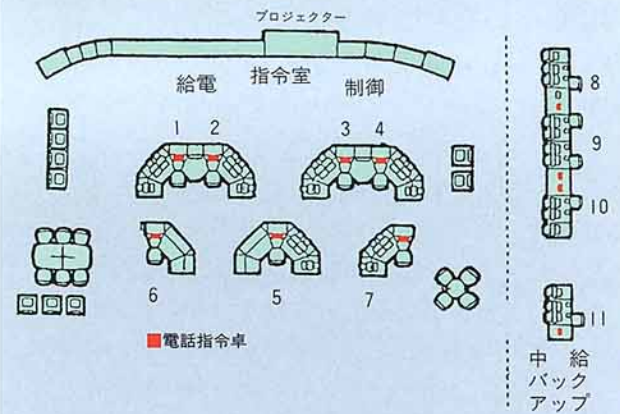 プロジェクター
給電 指令室 制御
1 2 3 4
8
9
10
6 5 7
11
■電話指令卓
中 給
バック
アップ